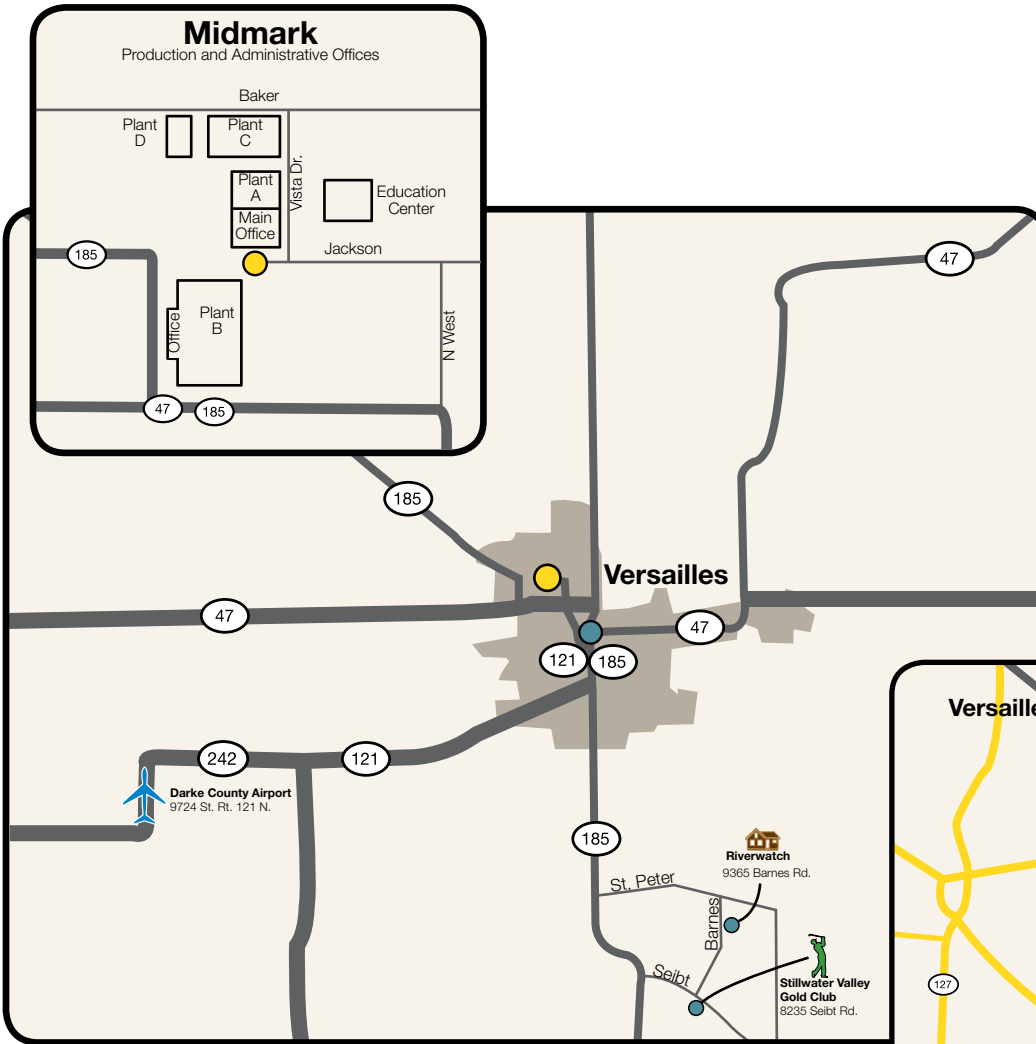 Midmark
Production and Administrative Offices
Baker
Plant
D
Plant
C
Vista Dr.
Plant
A
Main
Office
Education
Center
Jackson
185
Office
Plant
B
N West
47
185
47
185
Versailles
47
47
121
185
242
121
Darke County Airport
9724 St. Rt. 121 N.
185
Riverwatch
9365 Barnes Rd.
St. Peter
Barnes
Seibt
Stillwater Valley
Gold Club
8235 Seibt Rd.
Versaille
127